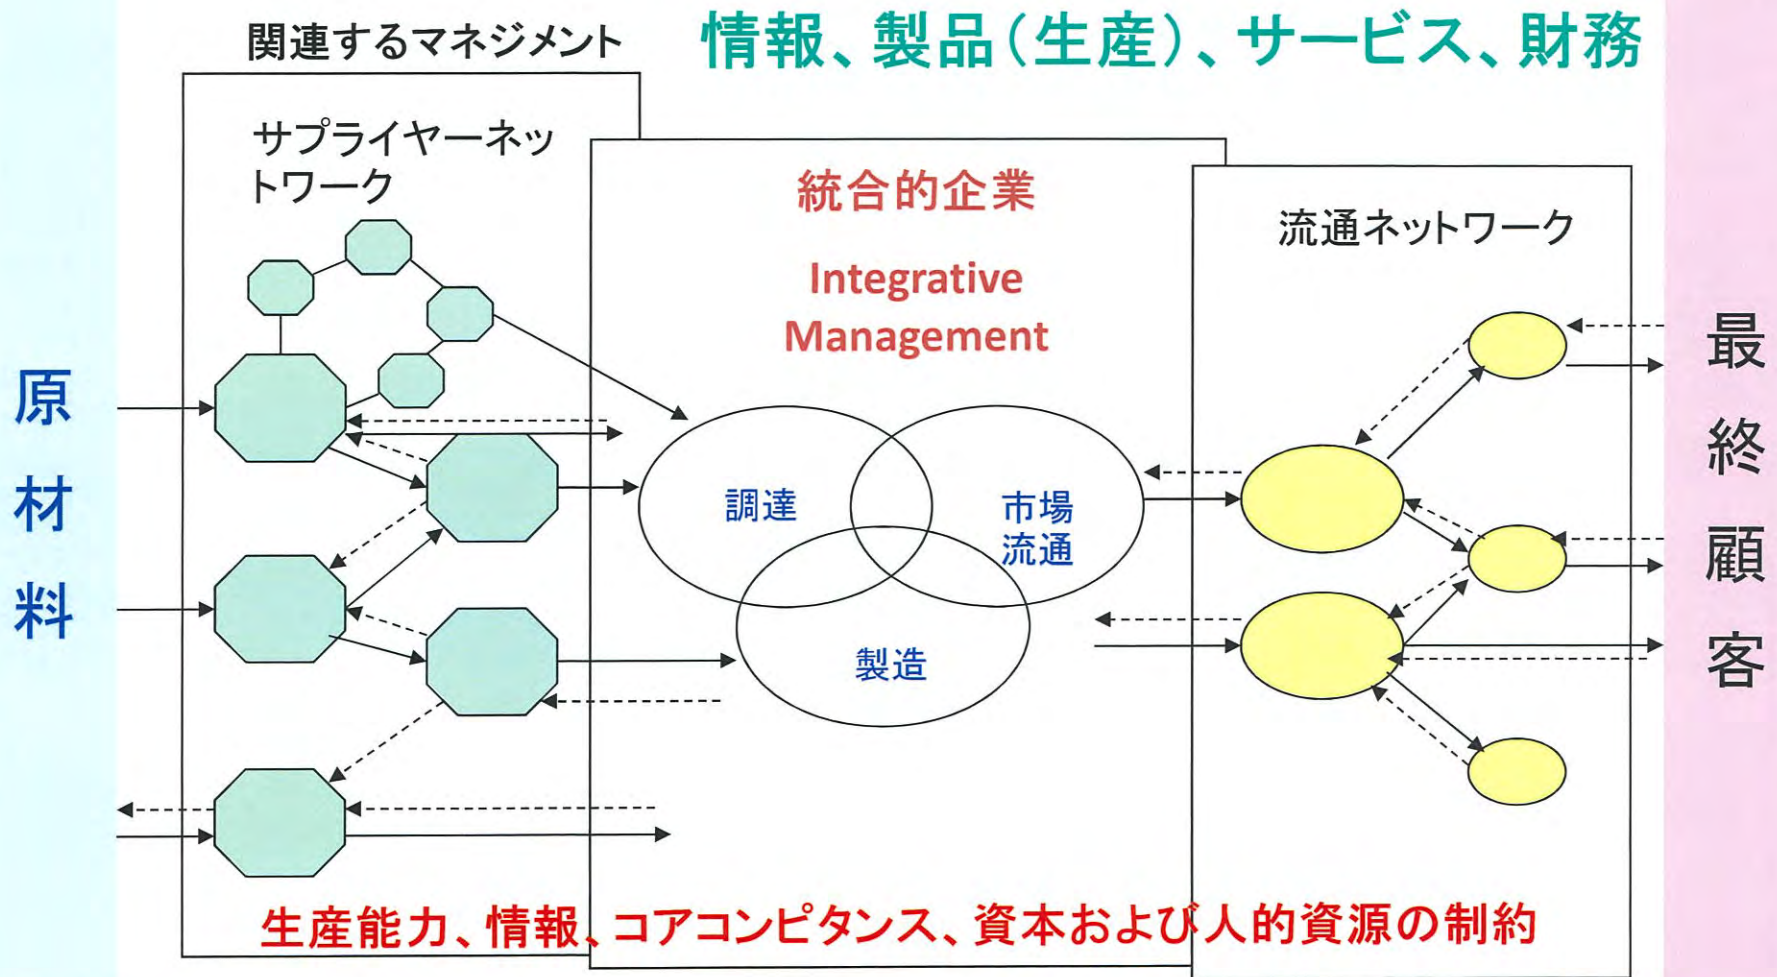 関連するマネジメント
情報、製品(生産)、サービス、財務
サプライヤーネッ
トワーク
統合的企業
Integrative
Management
流通ネットワーク
原
材
料
調達
市場
流通
製造
最
終
顧
客
生産能力、情報、コアコンピタンス、資本および人的資源の制約